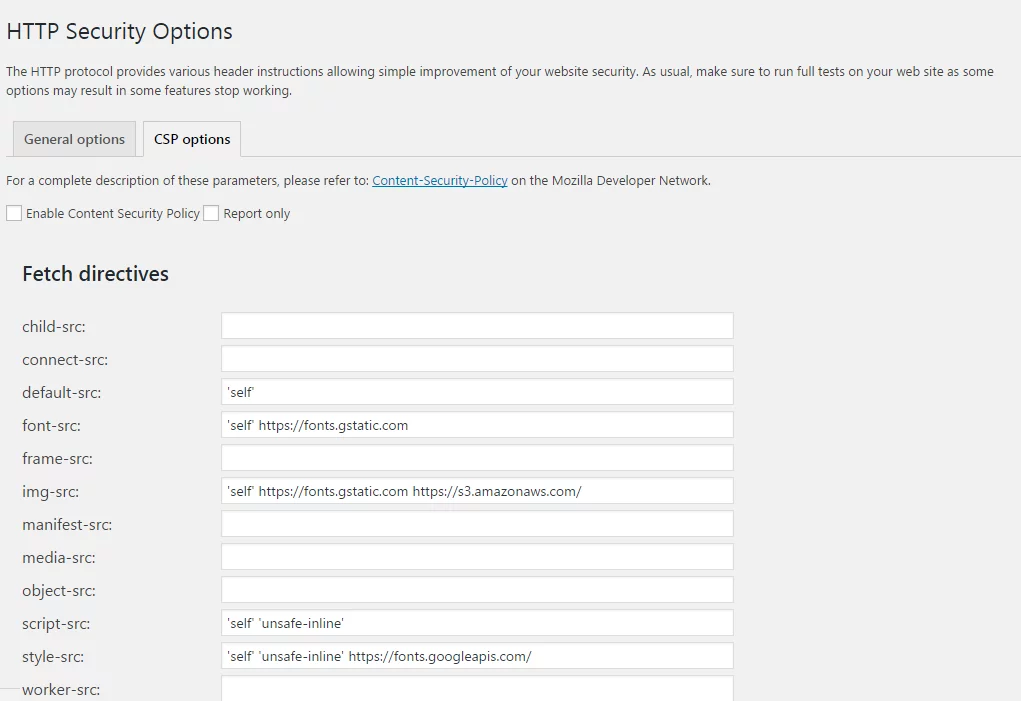 HTTP Security Options
The HTTP protocol provides various header instructions allowing simple improvement of your website security. As usual, make sure to run full tests on your web site as some
options may result in some features stop working.
General options CSP options
For a complete description of these parameters, please refer to: Content-Security-Policy on the Mozilla Developer Network.
Enable Content Security Policy Report only
Fetch directives
child-src:
connect-src:
default-src: 'self'
font-src: 'self' https://fonts.gstatic.com
frame-src:
img-src: 'self' https://fonts.gstatic.com https://s3.amazonaws.com/
manifest-src:
media-src:
object-src:
script-src: 'self' 'unsafe-inline'
style-src: 'self' 'unsafe-inline' https://fonts.googleapis.com/
worker-src: